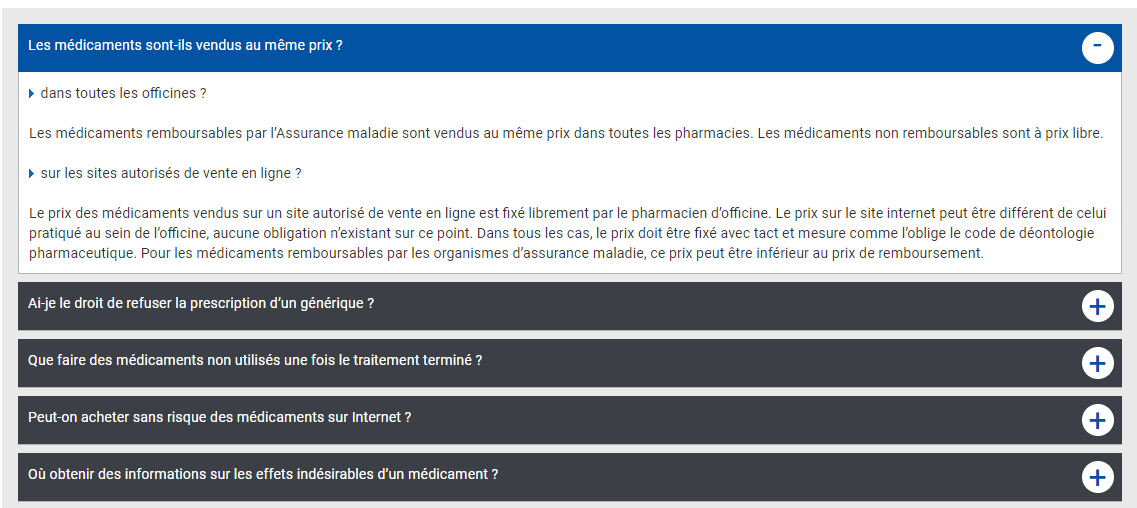 Les médicaments sont-ils vendus au même prix ?
dans toutes les officines ?
Les médicaments remboursables par l’Assurance maladie sont vendus au même prix dans toutes les pharmacies. Les médicaments non remboursables sont à prix libre.
sur les sites autorisés de vente en ligne ?
Le prix des médicaments vendus sur un site autorisé de vente en ligne est fixé librement par le pharmacien d’officine. Le prix sur le site internet peut être différent de celui
pratiqué au sein de l’officine, aucune obligation n’existant sur ce point. Dans tous les cas, le prix doit être fixé avec tact et mesure comme l’oblige le code de déontologie
pharmaceutique. Pour les médicaments remboursables par les organismes d’assurance maladie, ce prix peut être inférieur au prix de remboursement.
Ai-je le droit de refuser la prescription d’un générique ?
Que faire des médicaments non utilisés une fois le traitement terminé ?
Peut-on acheter sans risque des médicaments sur Internet ?
Où obtenir des informations sur les effets indésirables d’un médicament ?